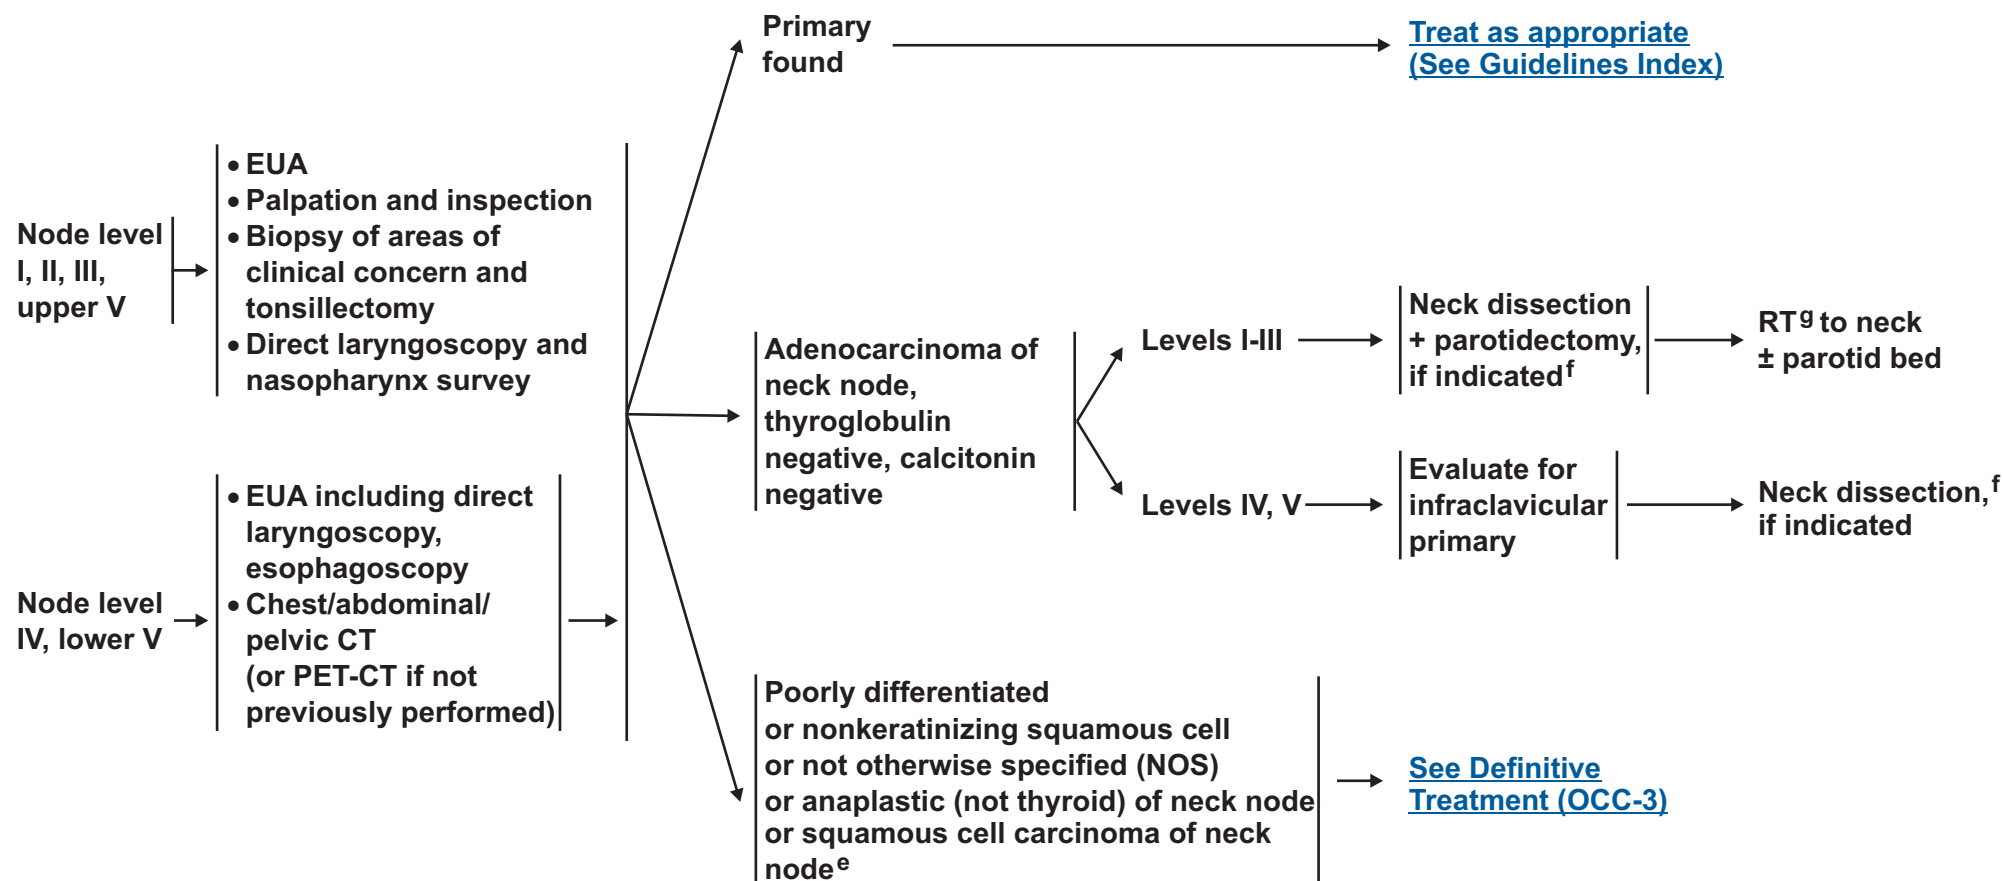 Node level
I, II, III,
upper V
• EUA
• Palpation and inspection
• Biopsy of areas of
clinical concern and
tonsillectomy
• Direct laryngoscopy and
nasopharynx survey
Node level
IV, lower V
• EUA including direct
laryngoscopy,
esophagoscopy
• Chest/abdominal/
pelvic CT
(or PET-CT if not
previously performed)
Primary
found
Treat as appropriate
(See Guidelines Index)
Adenocarcinoma of
neck node,
thyroglobulin
negative, calcitonin
negative
Levels I-III
Neck dissection
+ parotidectomy,
if indicated f
RT g to neck
± parotid bed
Levels IV, V
Evaluate for
infraclavicular
primary
Neck dissection, f
if indicated
Poorly differentiated
or nonkeratinizing squamous cell
or not otherwise specified (NOS)
or anaplastic (not thyroid) of neck node
or squamous cell carcinoma of neck
node e
See Definitive
Treatment (OCC-3)